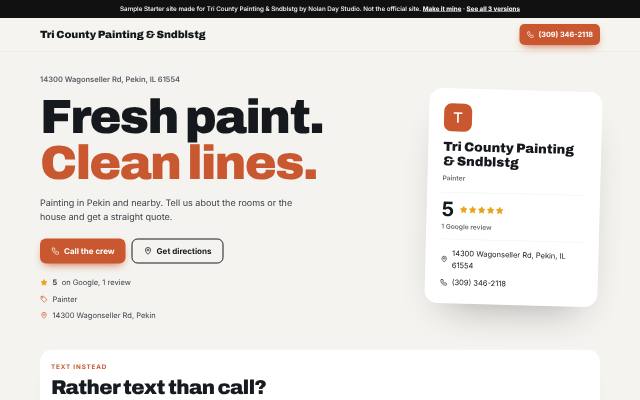 Sample Starter site made for Tri County Painting & Sndblstg by Nolan Day Studio. Not the official site. Make it mine · See all 3 versions
Tri County Painting & Sndblstg
(309) 346-2118
14300 Wagonseller Rd, Pekin, IL 61554
Fresh paint.
Clean lines.
Painting in Pekin and nearby. Tell us about the rooms or the
house and get a straight quote.
Call the crew
Get directions
5 on Google, 1 review
Painter
14300 Wagonseller Rd, Pekin
T
Tri County Painting
& Sndblstg
Painter
5
1 Google review
14300 Wagonseller Rd, Pekin, IL
61554
(309) 346-2118
TEXT INSTEAD
Rather text than call?